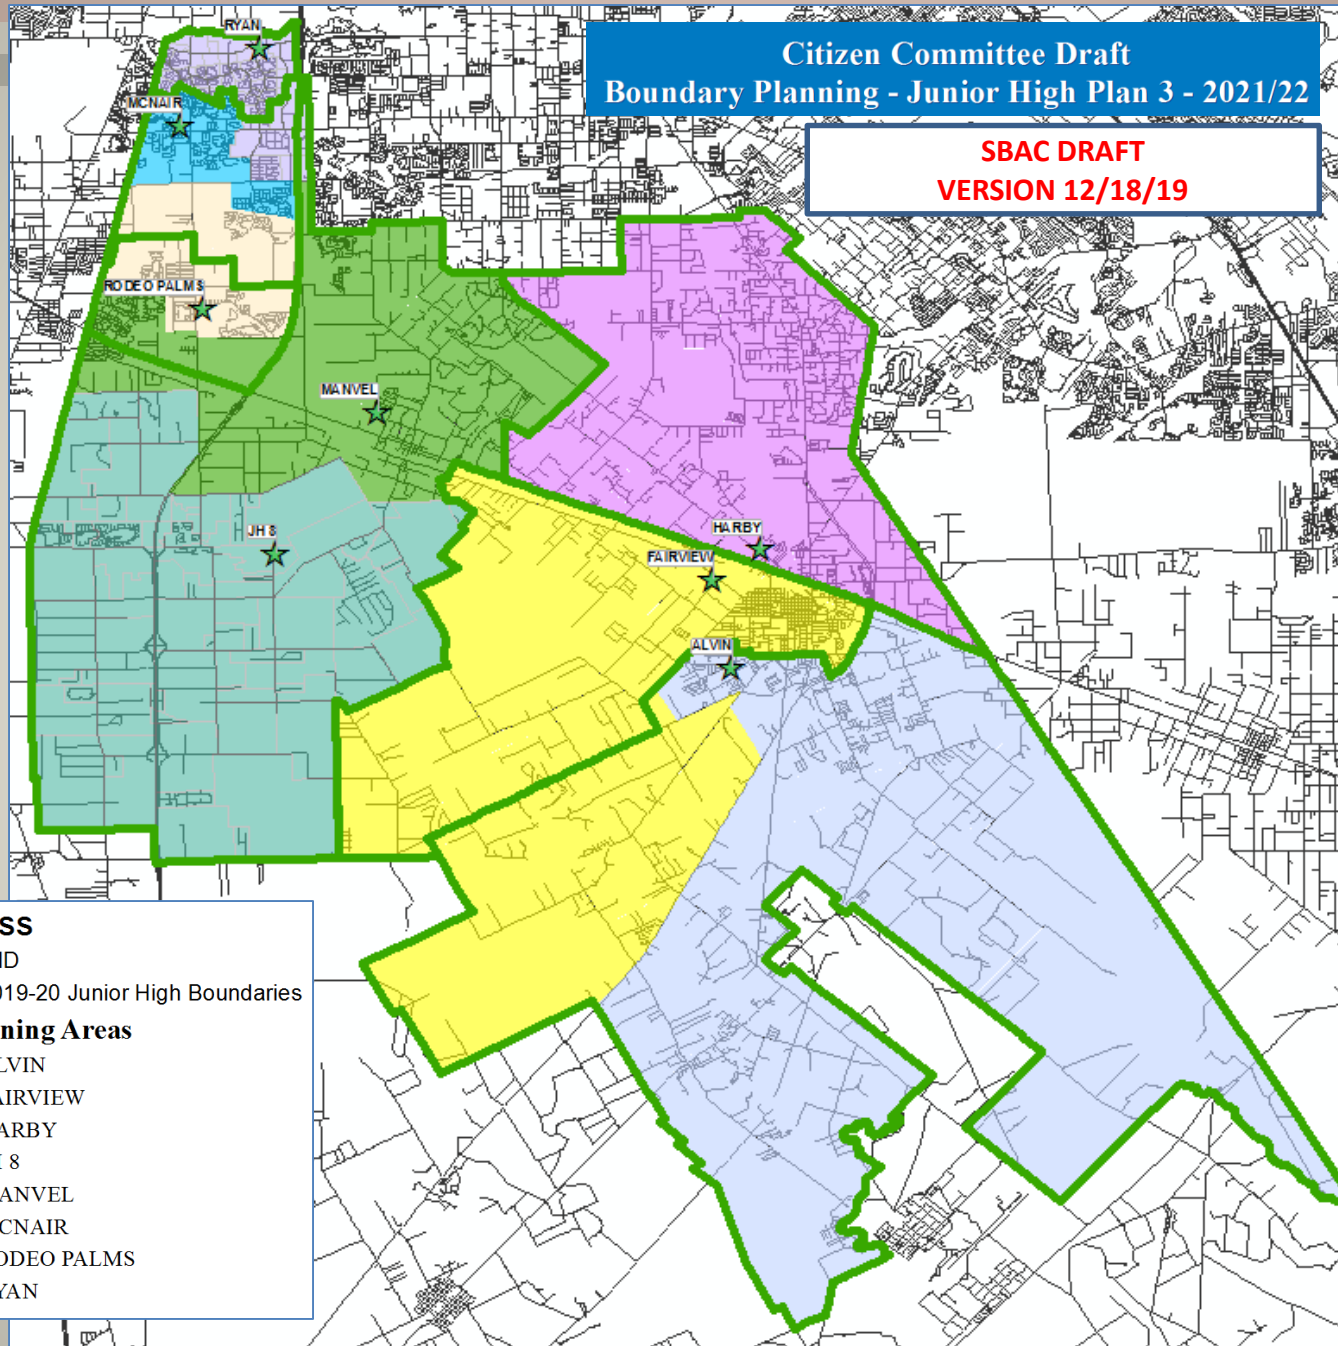 Citizen Committee Draft
Boundary Planning - Junior High Plan 3 - 2021/22
SBAC DRAFT
VERSION 12/18/19
RYAN
MCNAIR
RODEO PALMS
MANVEL
JH 8
HARBY
FAIRVIEW
ALVIN
SS
ID
019-20 Junior High Boundaries
ning Areas
LVIN
AIRVIEW
ARBY
I 8
ANVEL
CNAIR
ODEO PALMS
YAN